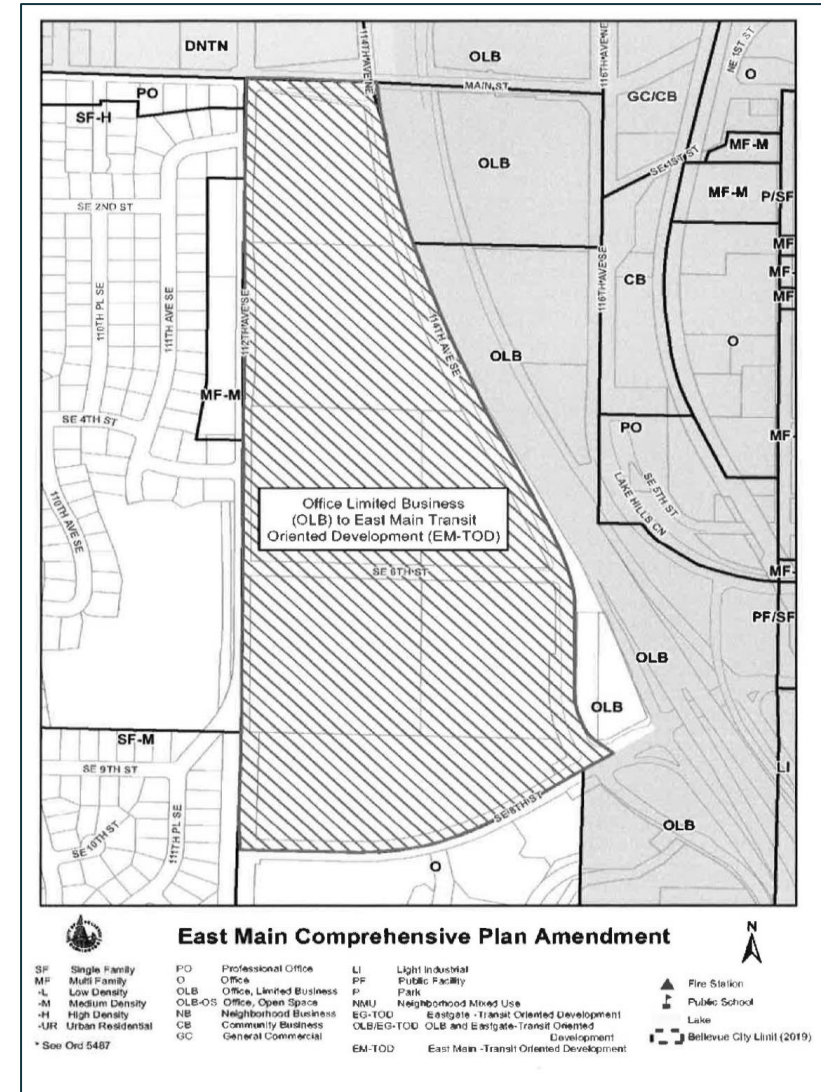 DNTN
114TH AVE NE
OLB
116TH AVE NE
NE 1ST ST
O
PO
SF-H
MAIN ST
GC/CB
OLB
SE 1ST ST
MF-M
MF-M
P/SF
SE 2ND ST
110TH PL SE
111TH AVE SE
112TH AVE SE
114TH AVE SE
116TH AVE SE
MF
MF-
MF
CB
O
OLB
MF-M
SE 4TH ST
PO
MF-
SE 5TH ST
LAKE HILLS CN
110TH AVE SE
Office Limited Business
(OLB) to East Main Transit
Oriented Development (EM-TOD)
SE 6TH ST
MF-
PF/SF
OLB
OLB
SF-M
SE 9TH ST
LI
SE 10TH ST
111TH PL SE
SE 8TH ST
OLB
O
East Main Comprehensive Plan Amendment
N
SF Single Family
MF Multi Family
-L Low Density
-M Medium Density
-H High Density
-UR Urban Residential
* See Ord 5487
PO Professional Office
O Office
OLB Office, Limited Business
OLB-OS Office, Open Space
NB Neighborhood Business
CB Community Business
GC General Commercial
LI Light Industrial
PF Public Facility
P Park
NMU Neighborhood Mixed Use
EG-TOD Eastgate -Transit Oriented Development
OLB/EG-TOD OLB and Eastgate-Transit Oriented
Development
EM-TOD East Main -Transit Oriented Development
Fire Station
Public School
Lake
Bellevue City Limit (2019)